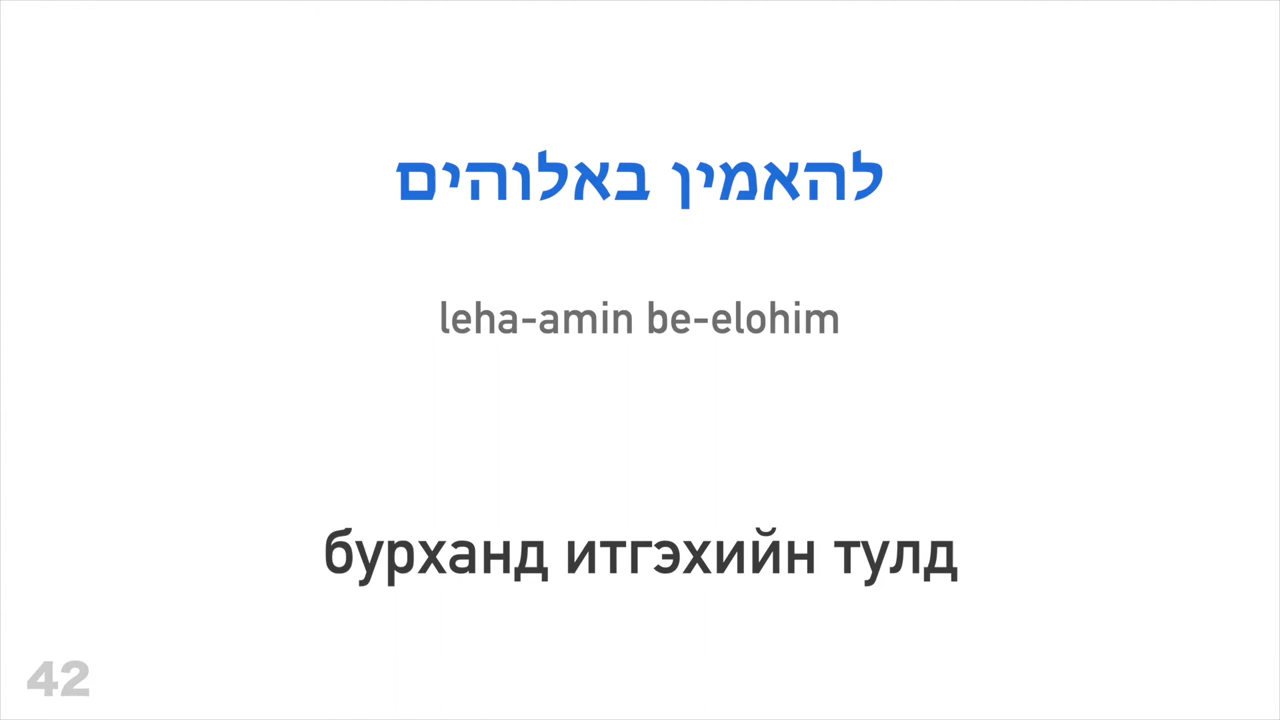 להאמין באלוהים
leha-amin be-elohim
бурханд итгэхийн тулд
42